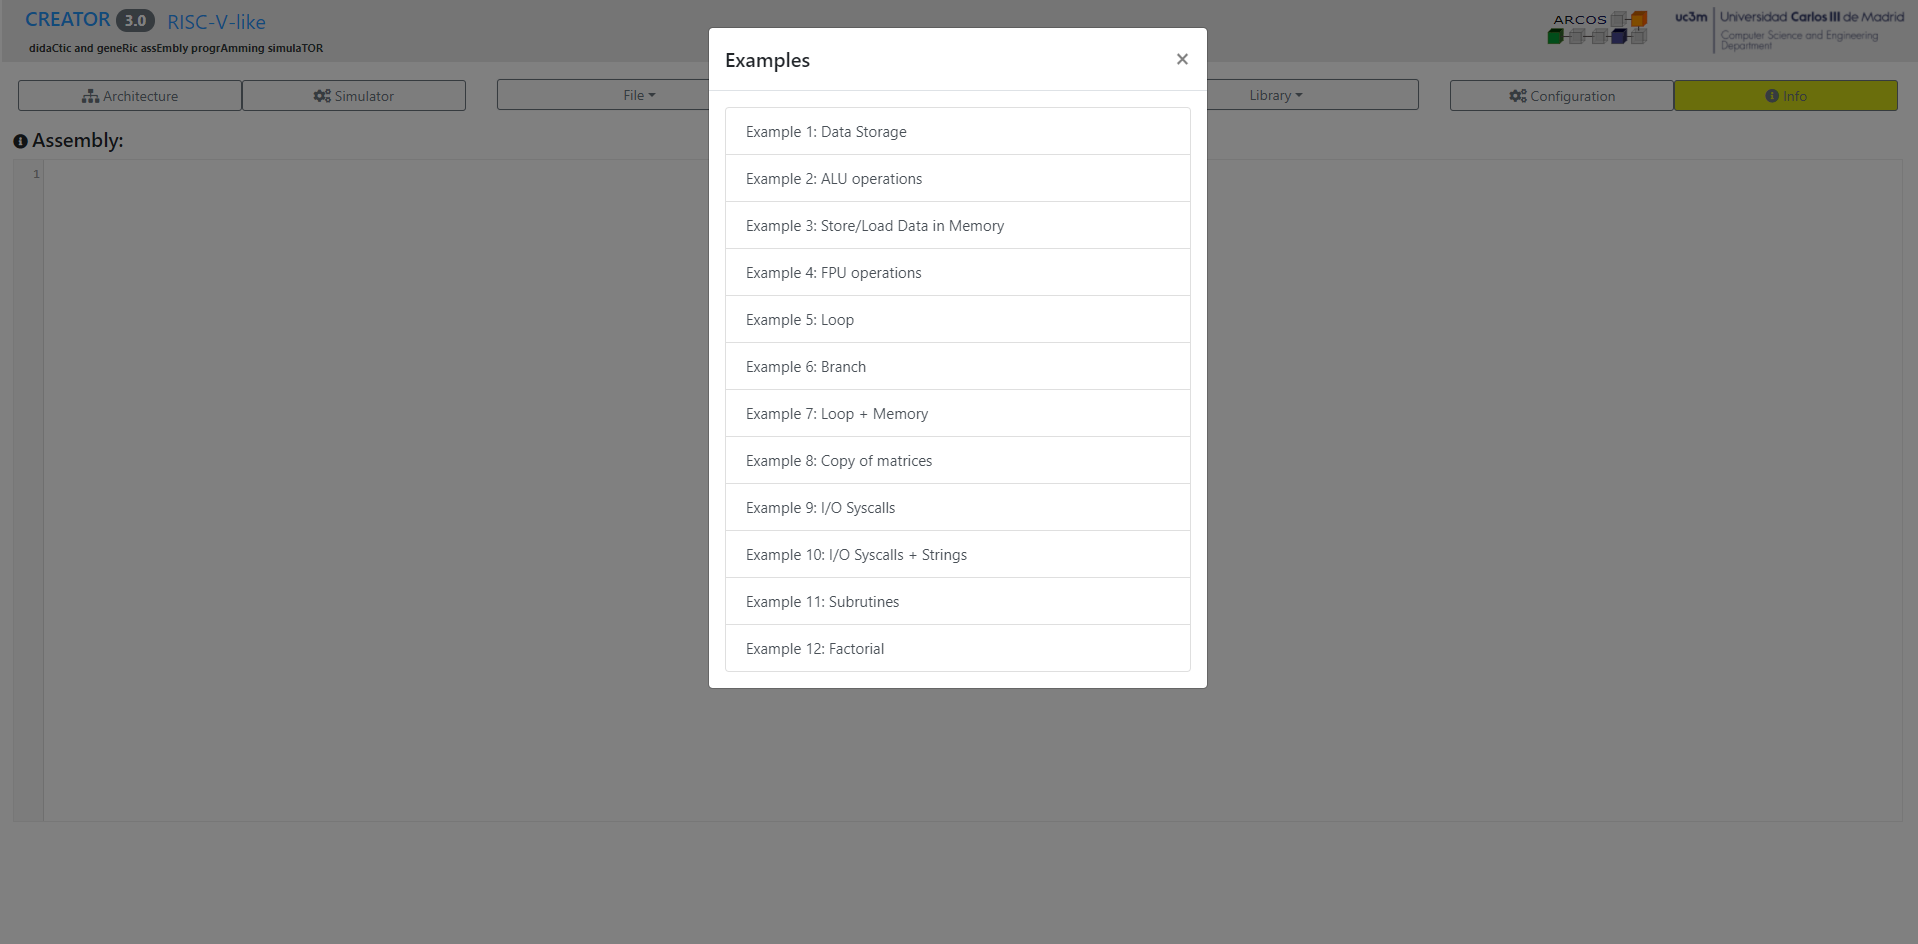 CREATOR 3.0 RISC-V-like
didaCtic and geneRic assEmbly progrAmming simulaTOR
ARCOS
uc3m Universidad Carlos III de Madrid
Computer Science and Engineering
Department
Architecture
Simulator
File
Library
Configuration
Info
Assembly:
1
Examples
×
Example 1: Data Storage
Example 2: ALU operations
Example 3: Store/Load Data in Memory
Example 4: FPU operations
Example 5: Loop
Example 6: Branch
Example 7: Loop + Memory
Example 8: Copy of matrices
Example 9: I/O Syscalls
Example 10: I/O Syscalls + Strings
Example 11: Subrutines
Example 12: Factorial